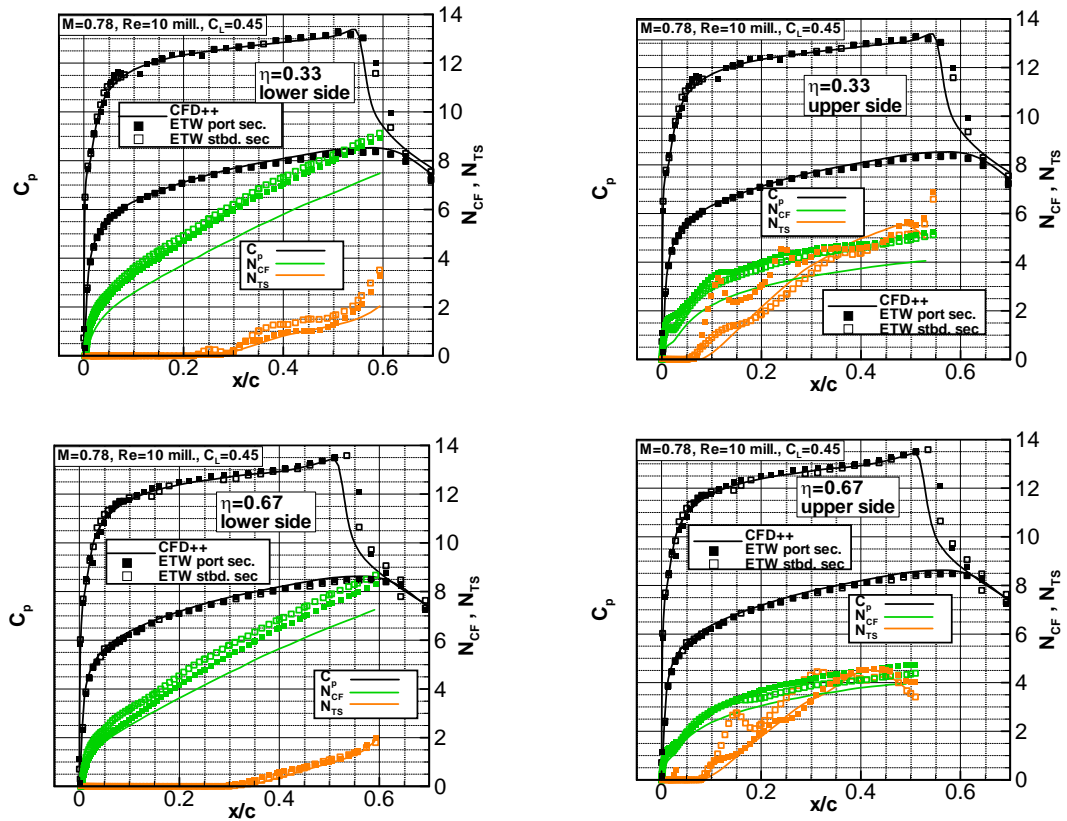 M=0.78, Re=10 mill., C_L=0.45
η=0.33
lower side
CFD++
ETW port sec.
ETW stbd. sec
C_p
N_CF
N_TS
C_p
N_CF , N_TS
14
12
10
8
6
4
2
0
0 0.2 0.4 0.6
x/c
M=0.78, Re=10 mill., C_L=0.45
η=0.33
upper side
C_p
N_CF
N_TS
CFD++
ETW port sec.
ETW stbd. sec
C_p
N_CF , N_TS
14
12
10
8
6
4
2
0
0 0.2 0.4 0.6
x/c
M=0.78, Re=10 mill., C_L=0.45
η=0.67
lower side
CFD++
ETW port sec.
ETW stbd. sec
C_p
N_CF
N_TS
C_p
N_CF , N_TS
14
12
10
8
6
4
2
0
0 0.2 0.4 0.6
x/c
M=0.78, Re=10 mill., C_L=0.45
η=0.67
upper side
CFD++
ETW port sec.
ETW stbd. sec
C_p
N_CF
N_TS
C_p
N_CF , N_TS
14
12
10
8
6
4
2
0
0 0.2 0.4 0.6
x/c